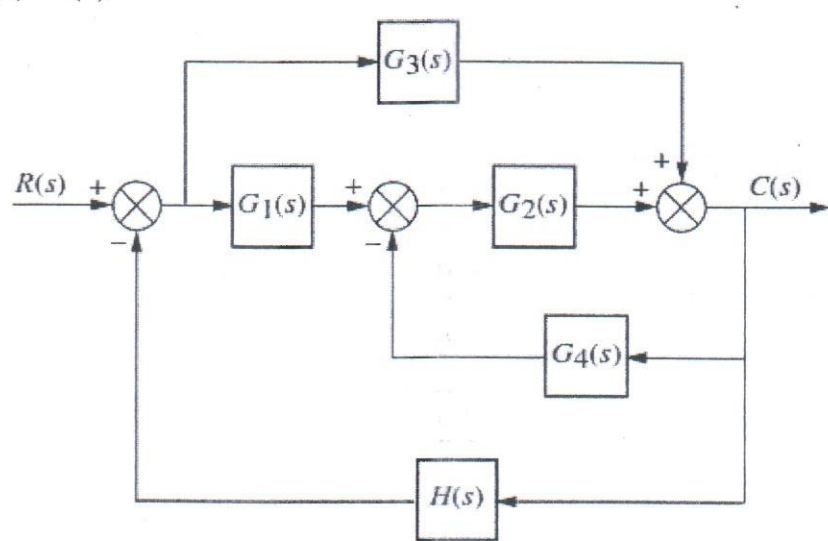 G3(s)
R(s) + G1(s) + G2(s) + + C(s)
− −
G4(s)
H(s)